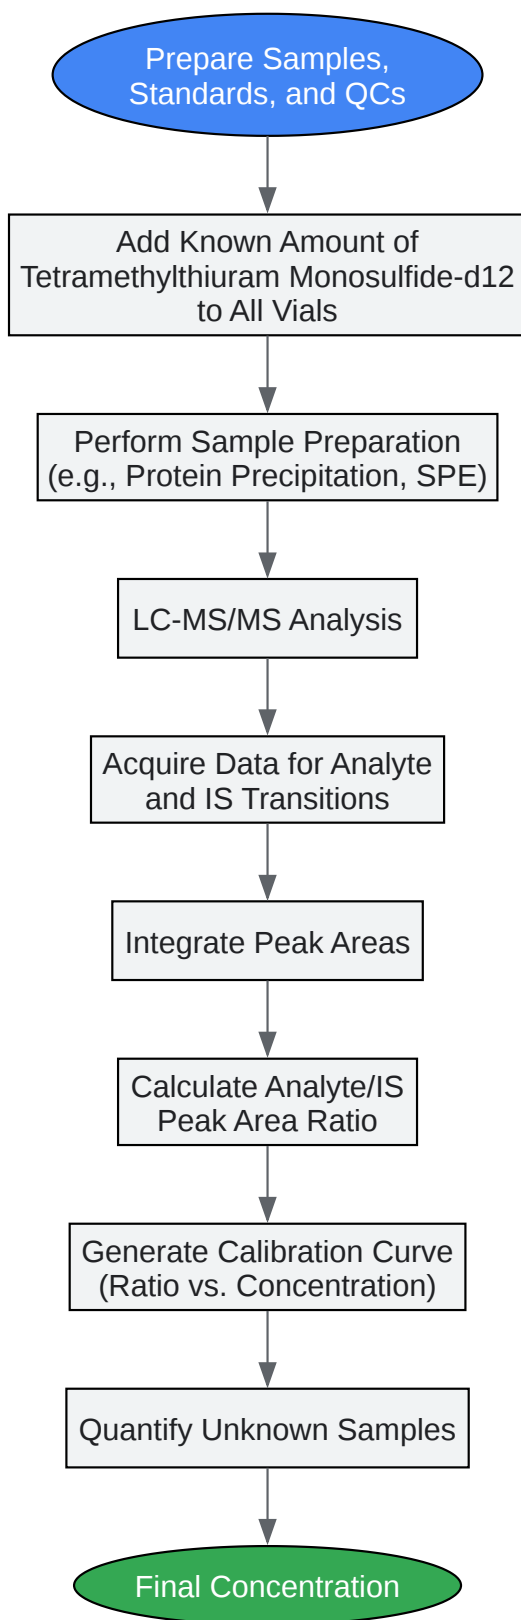 Prepare Samples,
Standards, and QCs
Add Known Amount of
Tetramethylthiuram Monosulfide-d12
to All Vials
Perform Sample Preparation
(e.g., Protein Precipitation, SPE)
LC-MS/MS Analysis
Acquire Data for Analyte
and IS Transitions
Integrate Peak Areas
Calculate Analyte/IS
Peak Area Ratio
Generate Calibration Curve
(Ratio vs. Concentration)
Quantify Unknown Samples
Final Concentration